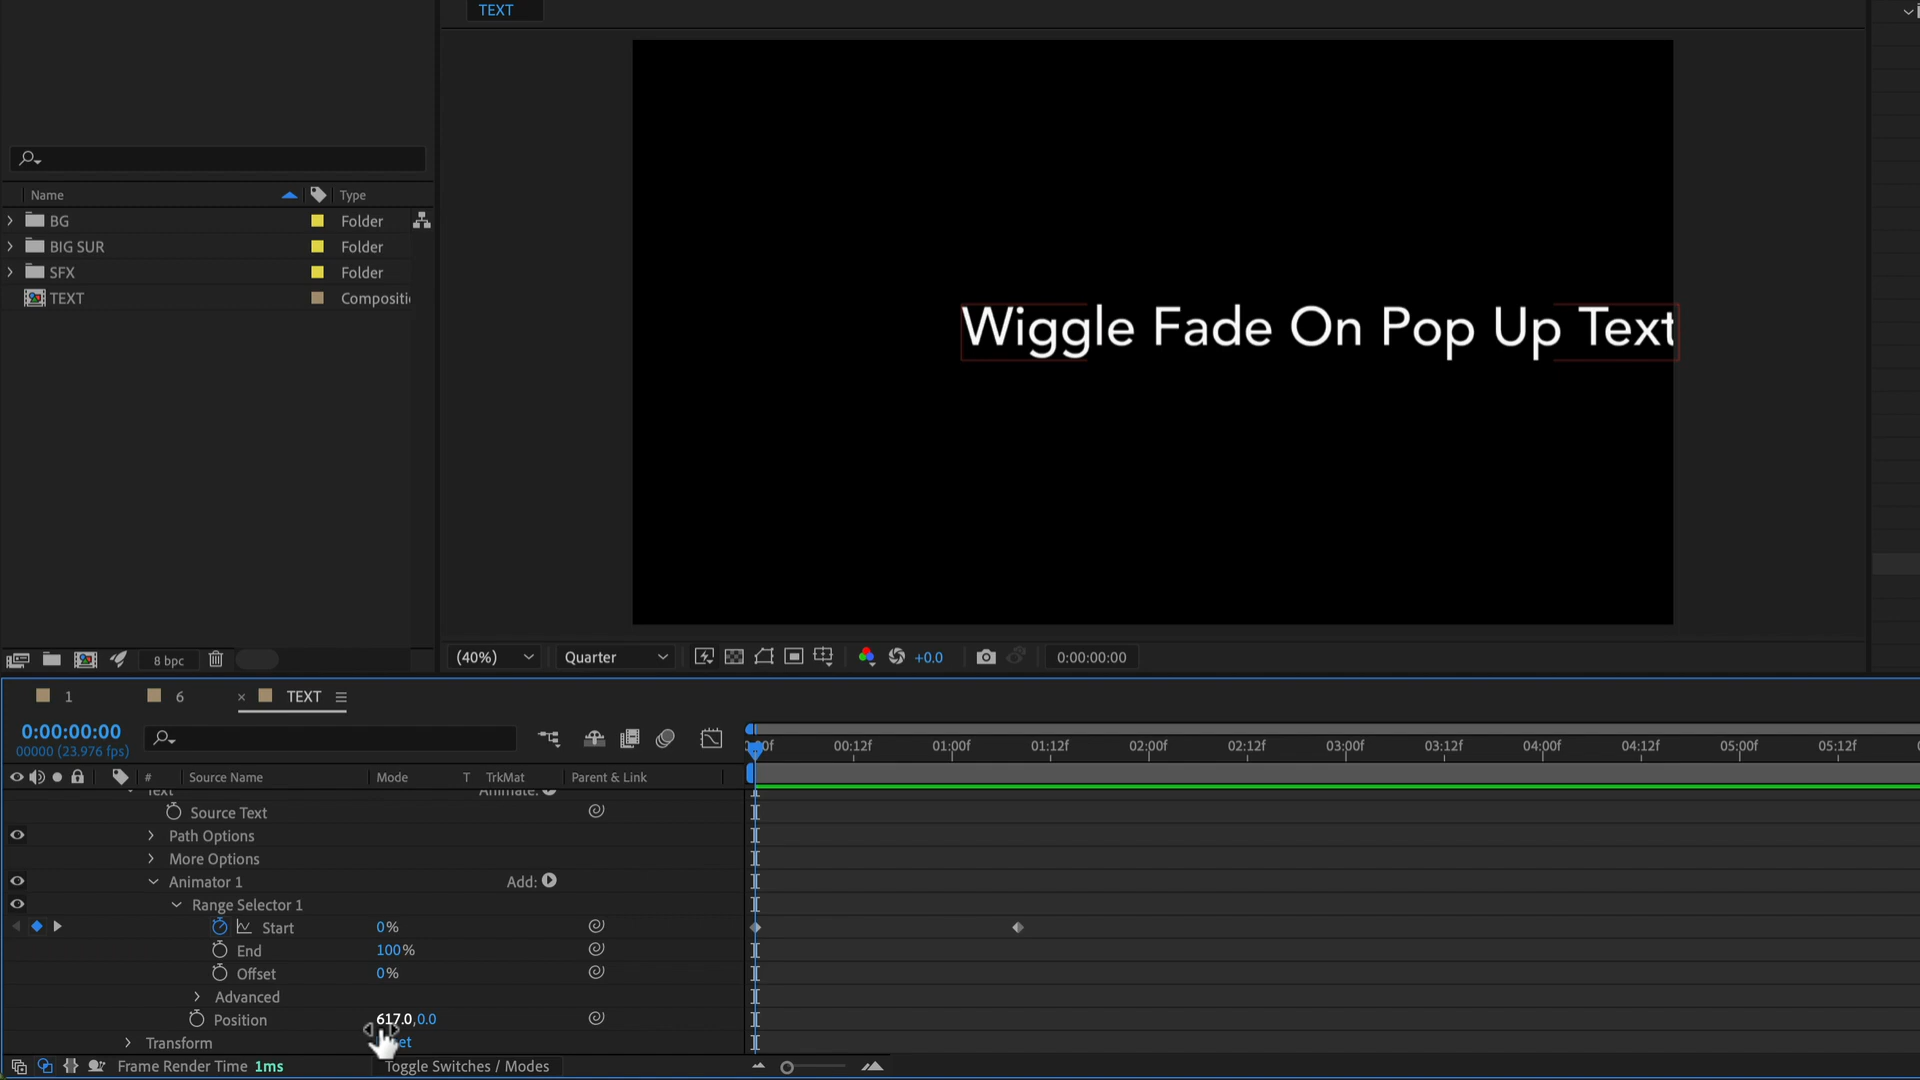 TEXT
Name Type
BG Folder
BIG SUR Folder
SFX Folder
TEXT Compositi
Wiggle Fade On Pop Up Text
8 bpc
(40%) Quarter +0.0 0:00:00:00
1 6 × TEXT
0:00:00:00
00000 (23.976 fps)
00f 00:12f 01:00f 01:12f 02:00f 02:12f 03:00f 03:12f 04:00f 04:12f 05:00f 05:12f
# Source Name Mode T TrkMat Parent & Link
Text Animate:
Source Text
Path Options
More Options
Animator 1 Add:
Range Selector 1
Start 0%
End 100%
Offset 0%
Advanced
Position 617.0,0.0
Transform et
Frame Render Time 1ms Toggle Switches / Modes